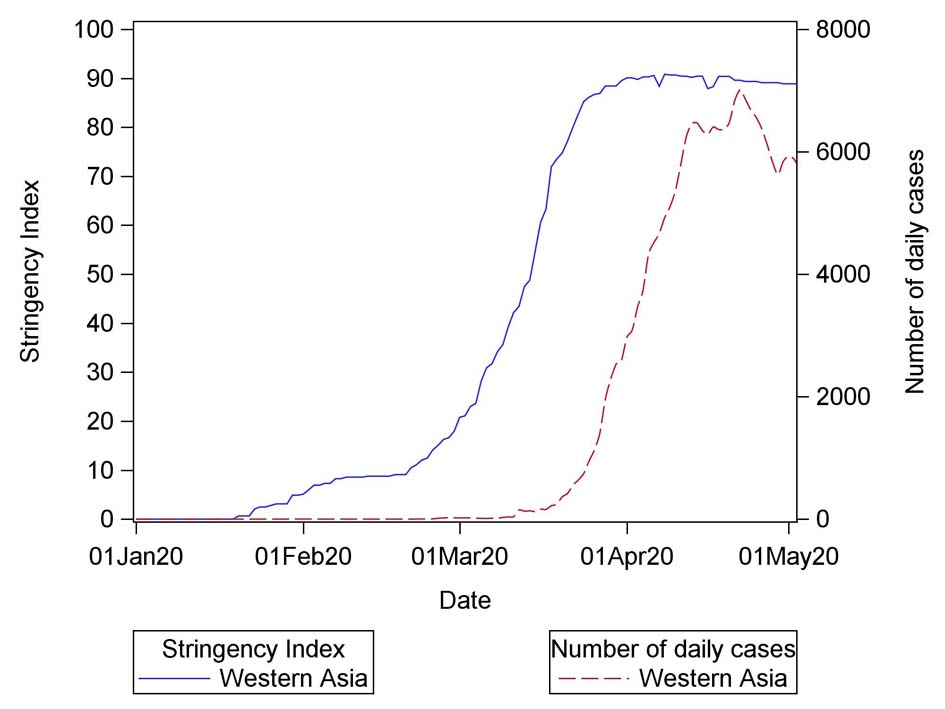 100
90
80
70
60
50
40
30
20
10
0
Stringency Index
8000
6000
4000
2000
0
Number of daily cases
01Jan20 01Feb20 01Mar20 01Apr20 01May20
Date
Stringency Index
Western Asia
Number of daily cases
Western Asia